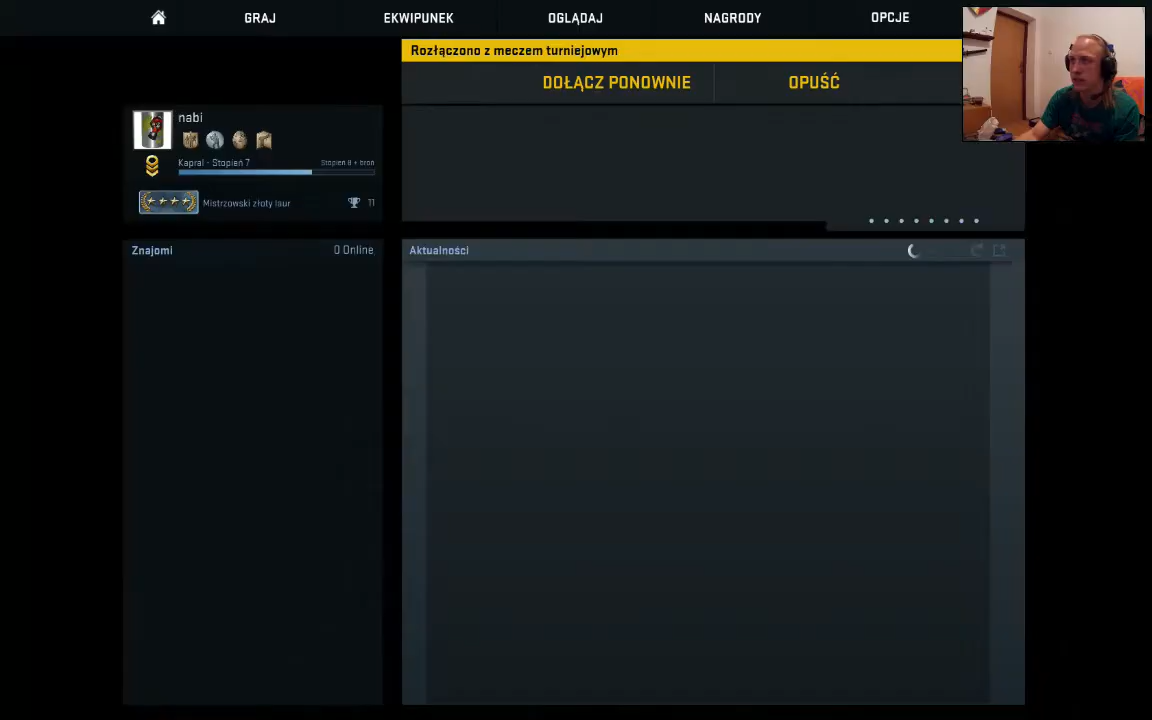 GRAJ
EKWIPUNEK
OGLĄDAJ
NAGRODY
OPCJE
Rozłączono z meczem turniejowym
DOŁĄCZ PONOWNIE
OPUŚĆ
nabi
Kapral - Stopień 7
Stopień 8 + broń
Mistrzowski złoty laur
11
Znajomi
0 Online
Aktualności